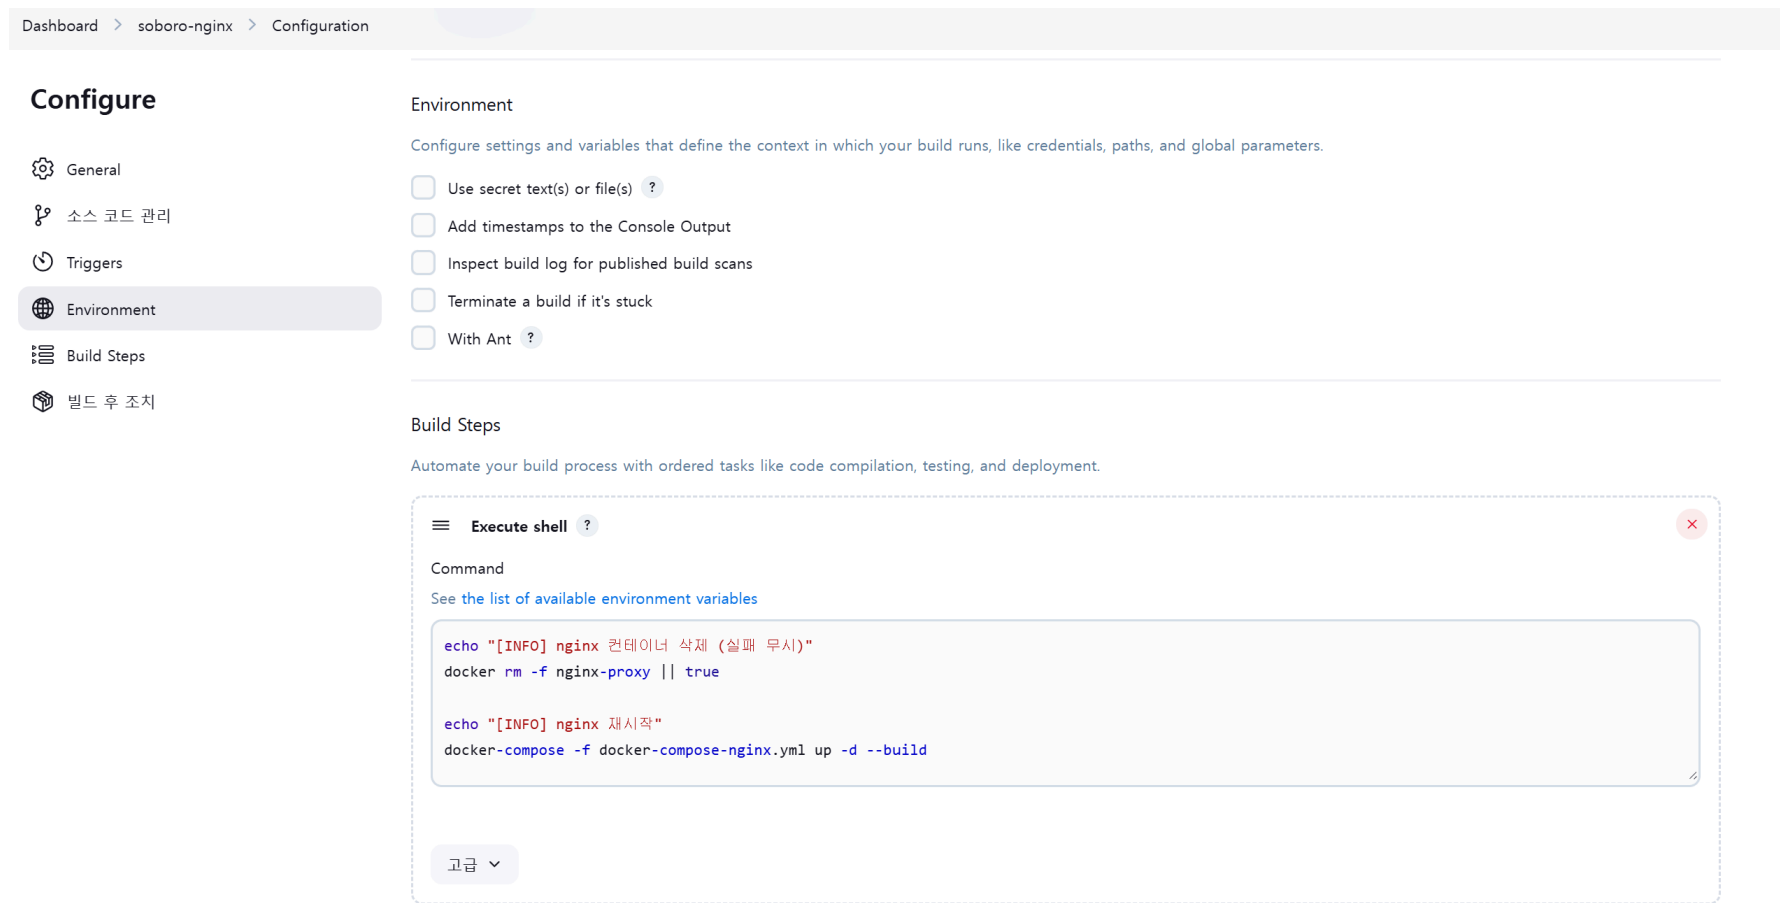 Dashboard > soboro-nginx > Configuration
Configure
General
소스 코드 관리
Triggers
Environment
Build Steps
빌드 후 조치
Environment
Configure settings and variables that define the context in which your build runs, like credentials, paths, and global parameters.
Use secret text(s) or file(s) ?
Add timestamps to the Console Output
Inspect build log for published build scans
Terminate a build if it's stuck
With Ant ?
Build Steps
Automate your build process with ordered tasks like code compilation, testing, and deployment.
Execute shell ?
Command
See the list of available environment variables
echo "[INFO] nginx 컨테이너 삭제 (실패 무시)"
docker rm -f nginx-proxy || true
echo "[INFO] nginx 재시작"
docker-compose -f docker-compose-nginx.yml up -d --build
고급